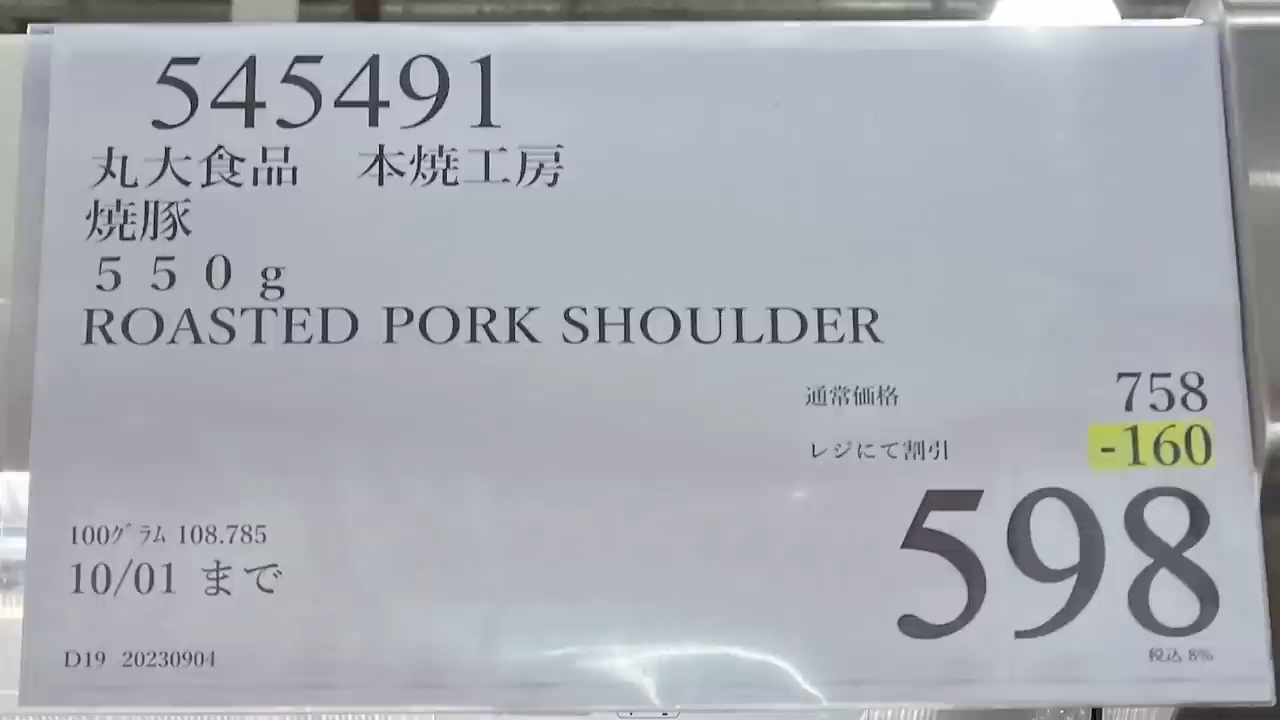 545491
丸大食品　本焼工房
焼豚
５５０ｇ
ROASTED PORK SHOULDER
通常価格 758
レジにて割引 -160
598
税込 8%
100ｸﾞﾗﾑ 108.785
10/01 まで
D19 20230904